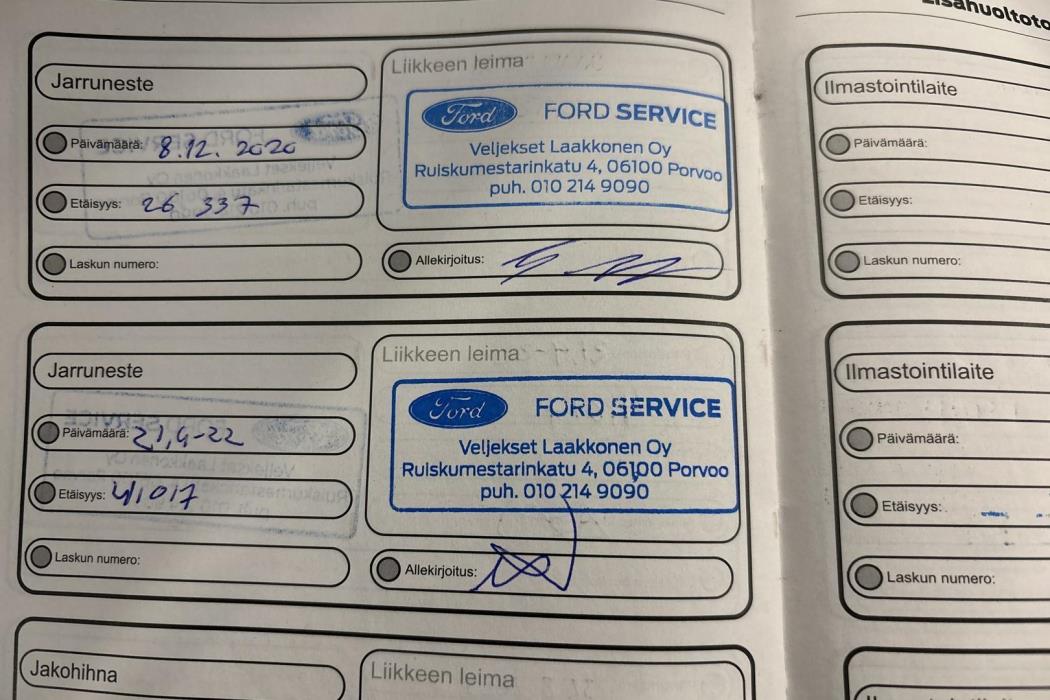 Lisähuoltoto
Jarruneste
Päivämäärä: 8.12. 2020
Etäisyys: 26 337
Laskun numero:
Liikkeen leima
Ford FORD SERVICE
Veljekset Laakkonen Oy
Ruiskumestarinkatu 4, 06100 Porvoo
puh. 010 214 9090
Allekirjoitus:
Jarruneste
Päivämäärä: 21,4-22
Etäisyys: 41017
Laskun numero:
Liikkeen leima
Ford FORD SERVICE
Veljekset Laakkonen Oy
Ruiskumestarinkatu 4, 06100 Porvoo
puh. 010 214 9090
Allekirjoitus:
Jakohihna
Liikkeen leima
Ilmastointilaite
Päivämäärä:
Etäisyys:
Laskun numero:
Ilmastointilaite
Päivämäärä:
Etäisyys:
Laskun numero: